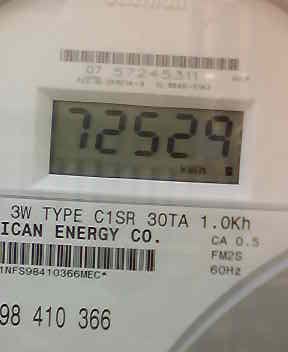 07 57245311
72529
3W TYPE C1SR 30TA 1.0Kh
ICAN ENERGY CO.
CA 0.5
FM2S
60Hz
1NFS98410366MEC*
98 410 366